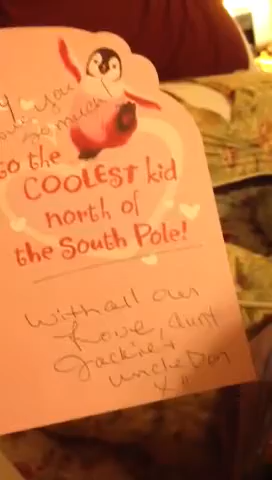 you
so much!
to the
COOLEST kid
north of
the South Pole!
With all our
Love, Aunt
Jackie +
Uncle Don